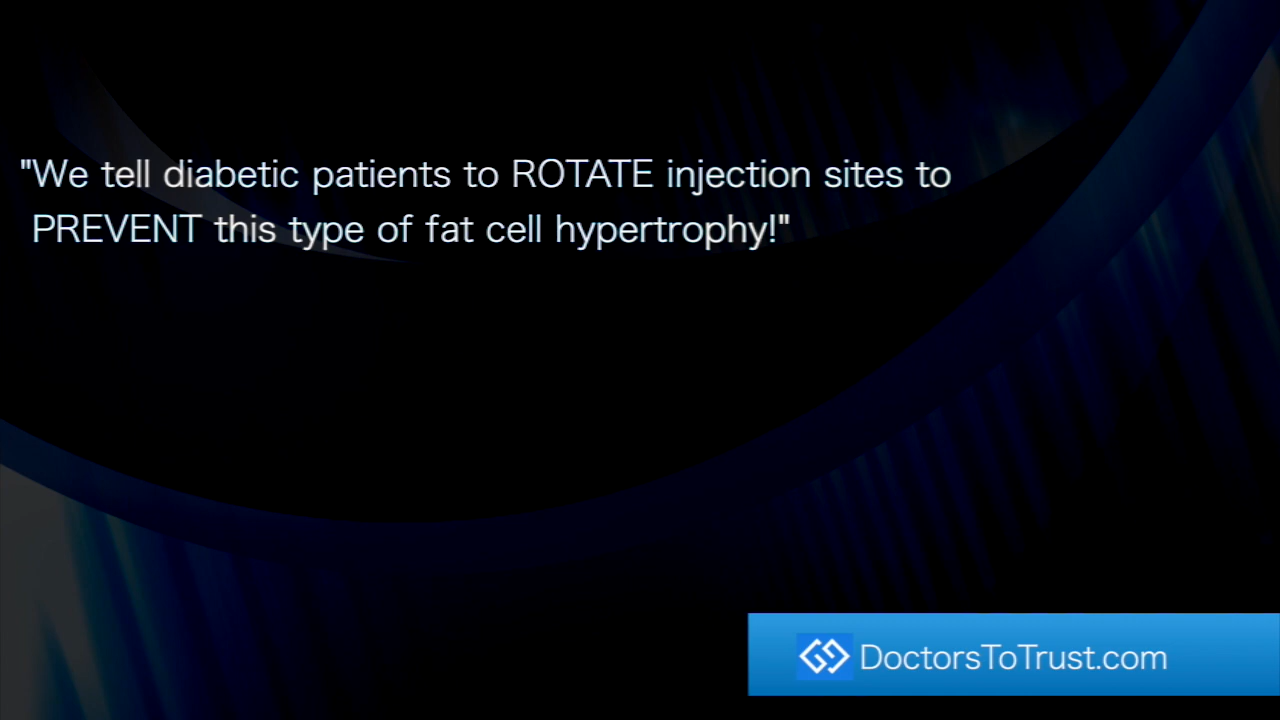 "We tell diabetic patients to ROTATE injection sites to
PREVENT this type of fat cell hypertrophy!"
DoctorsToTrust.com